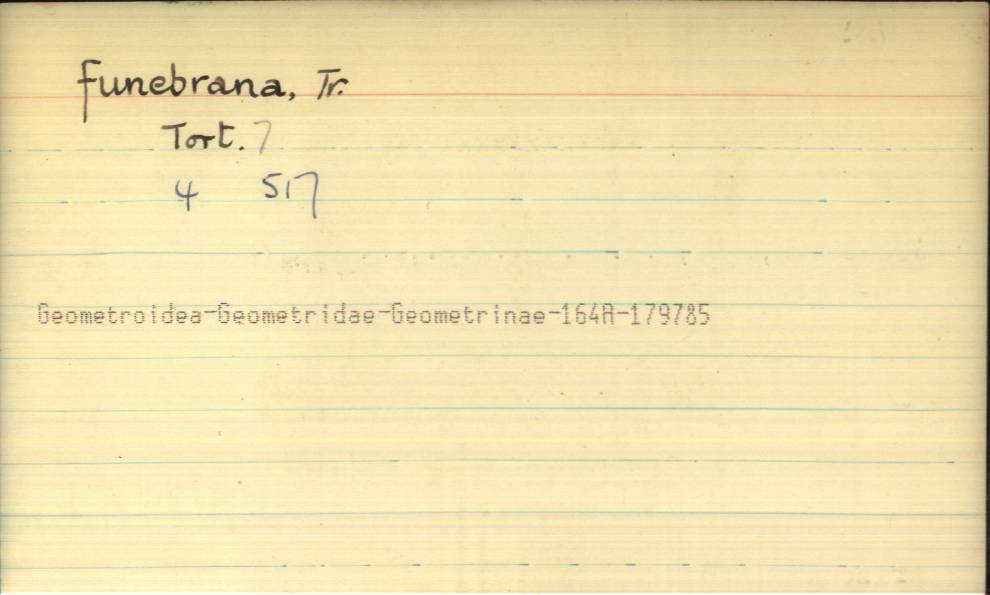 funebrana, Tr.
Tort. 7
4 517
Geometroidea-Geometridae-Geometrinae-164A-179785